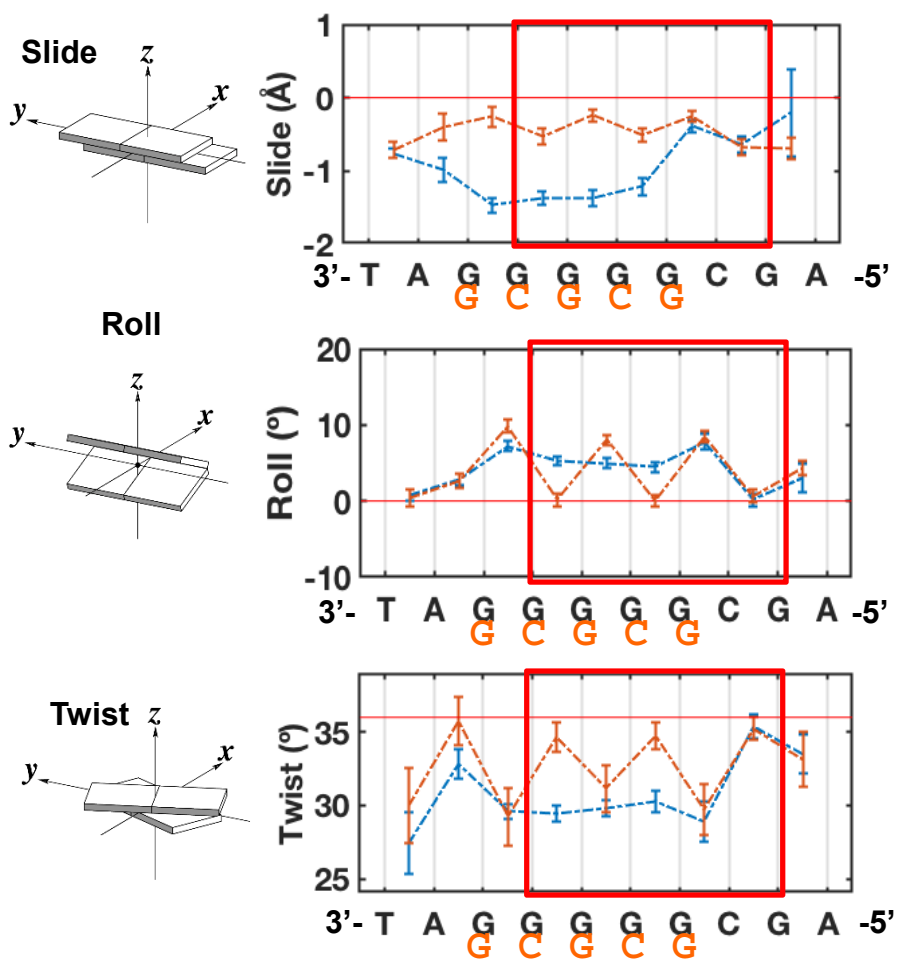 Slide
z
x
y
Slide (Å)
1
0
-1
-2
3’- T A G G G G G C G A -5’
G C G C G
Roll
z
x
y
Roll (º)
20
10
0
-10
3’- T A G G G G G C G A -5’
G C G C G
Twist
z
x
y
Twist (º)
35
30
25
3’- T A G G G G G C G A -5’
G C G C G